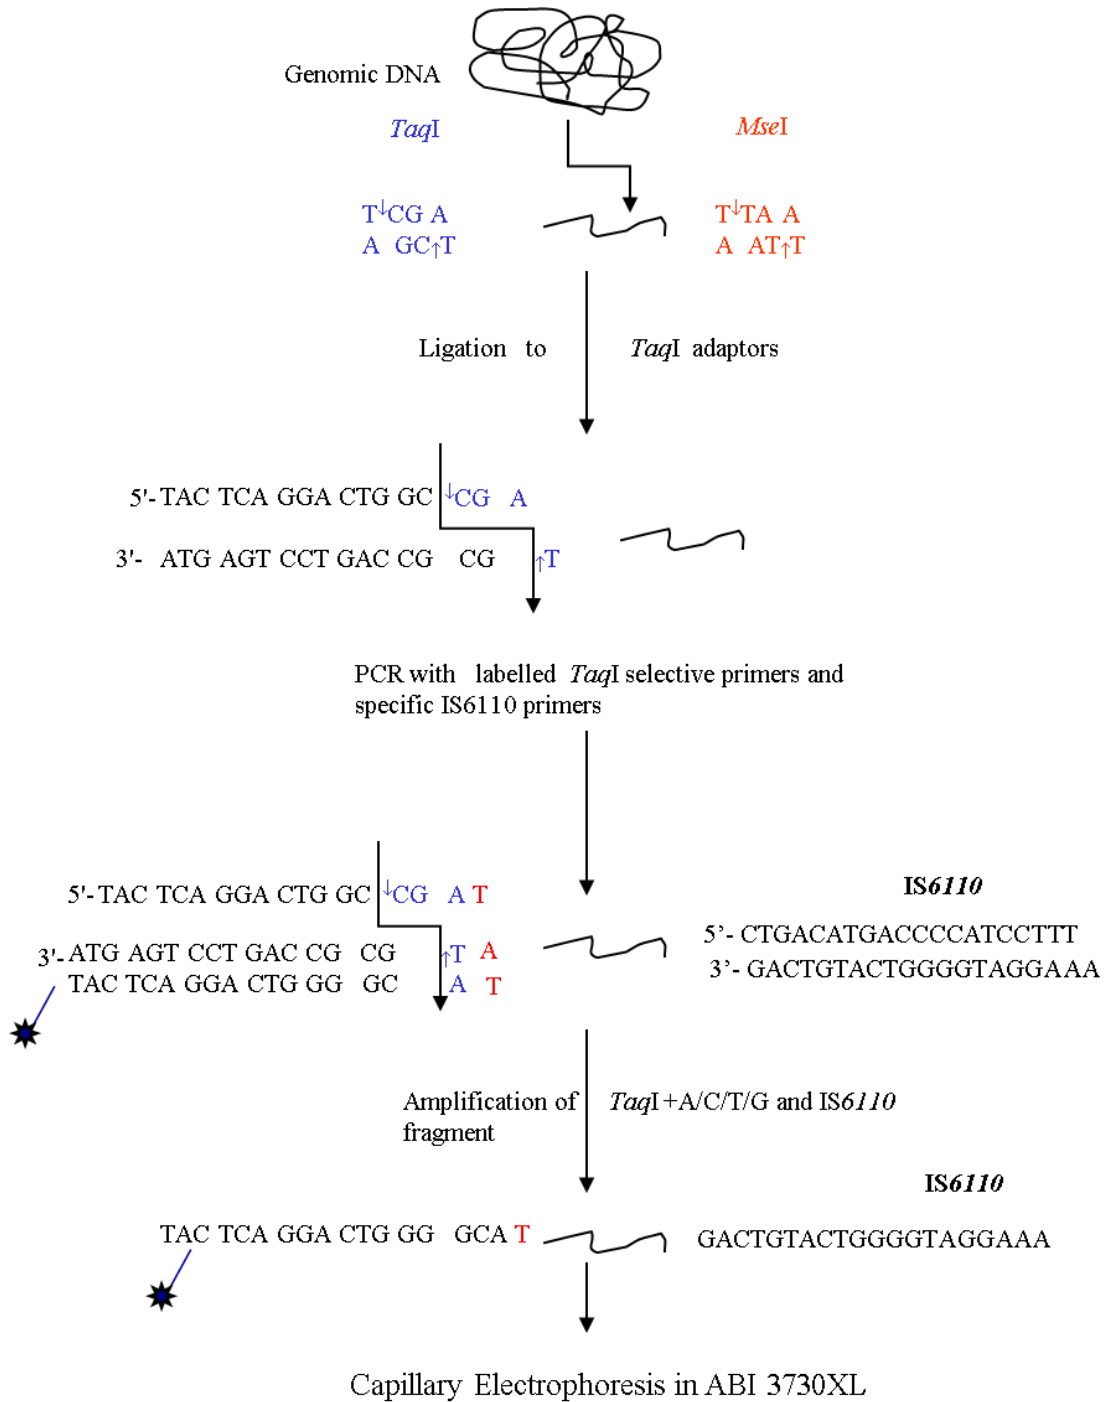 Genomic DNA
TaqI
MseI
T↓CG A
T↓TA A
A GC↑T
A AT↑T
Ligation to TaqI adaptors
5'-TAC TCA GGA CTG GC ↓CG A
3'- ATG AGT CCT GAC CG CG ↑T
PCR with labelled TaqI selective primers and
specific IS6110 primers
IS6110
5'-TAC TCA GGA CTG GC ↓CG A T
5’- CTGACATGACCCCATCCTTT
3'-ATG AGT CCT GAC CG CG ↑T A
3’- GACTGTACTGGGGTAGGAAA
TAC TCA GGA CTG GG GC A T
Amplification of TaqI+A/C/T/G and IS6110
fragment
IS6110
TAC TCA GGA CTG GG GCA T
GACTGTACTGGGGTAGGAAA
Capillary Electrophoresis in ABI 3730XL